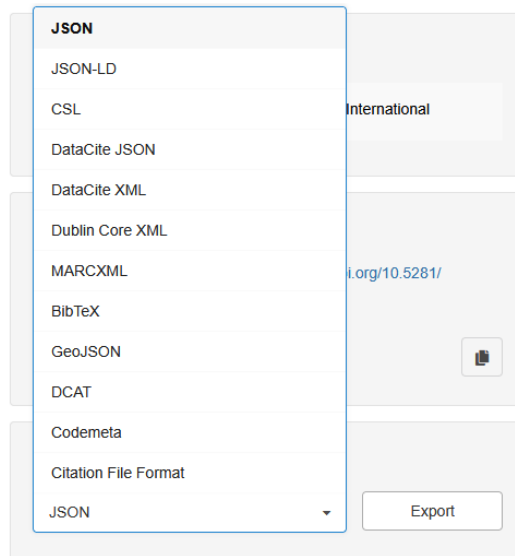 JSON
JSON-LD
CSL
International
DataCite JSON
DataCite XML
Dublin Core XML
MARCXML
i.org/10.5281/
BibTeX
GeoJSON
DCAT
Codemeta
Citation File Format
JSON
Export